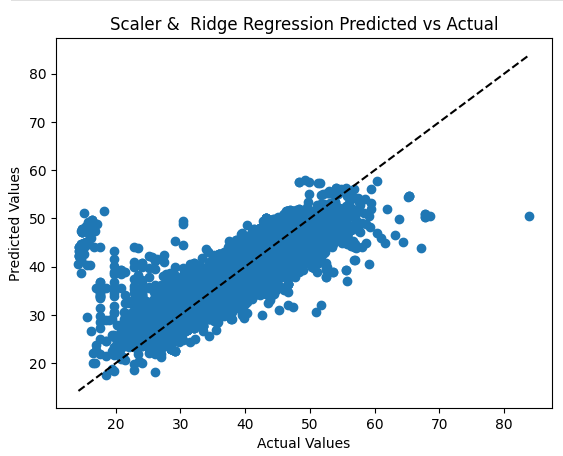 Scaler &  Ridge Regression Predicted vs Actual
80
70
60
50
40
30
20
Predicted Values
20 30 40 50 60 70 80
Actual Values